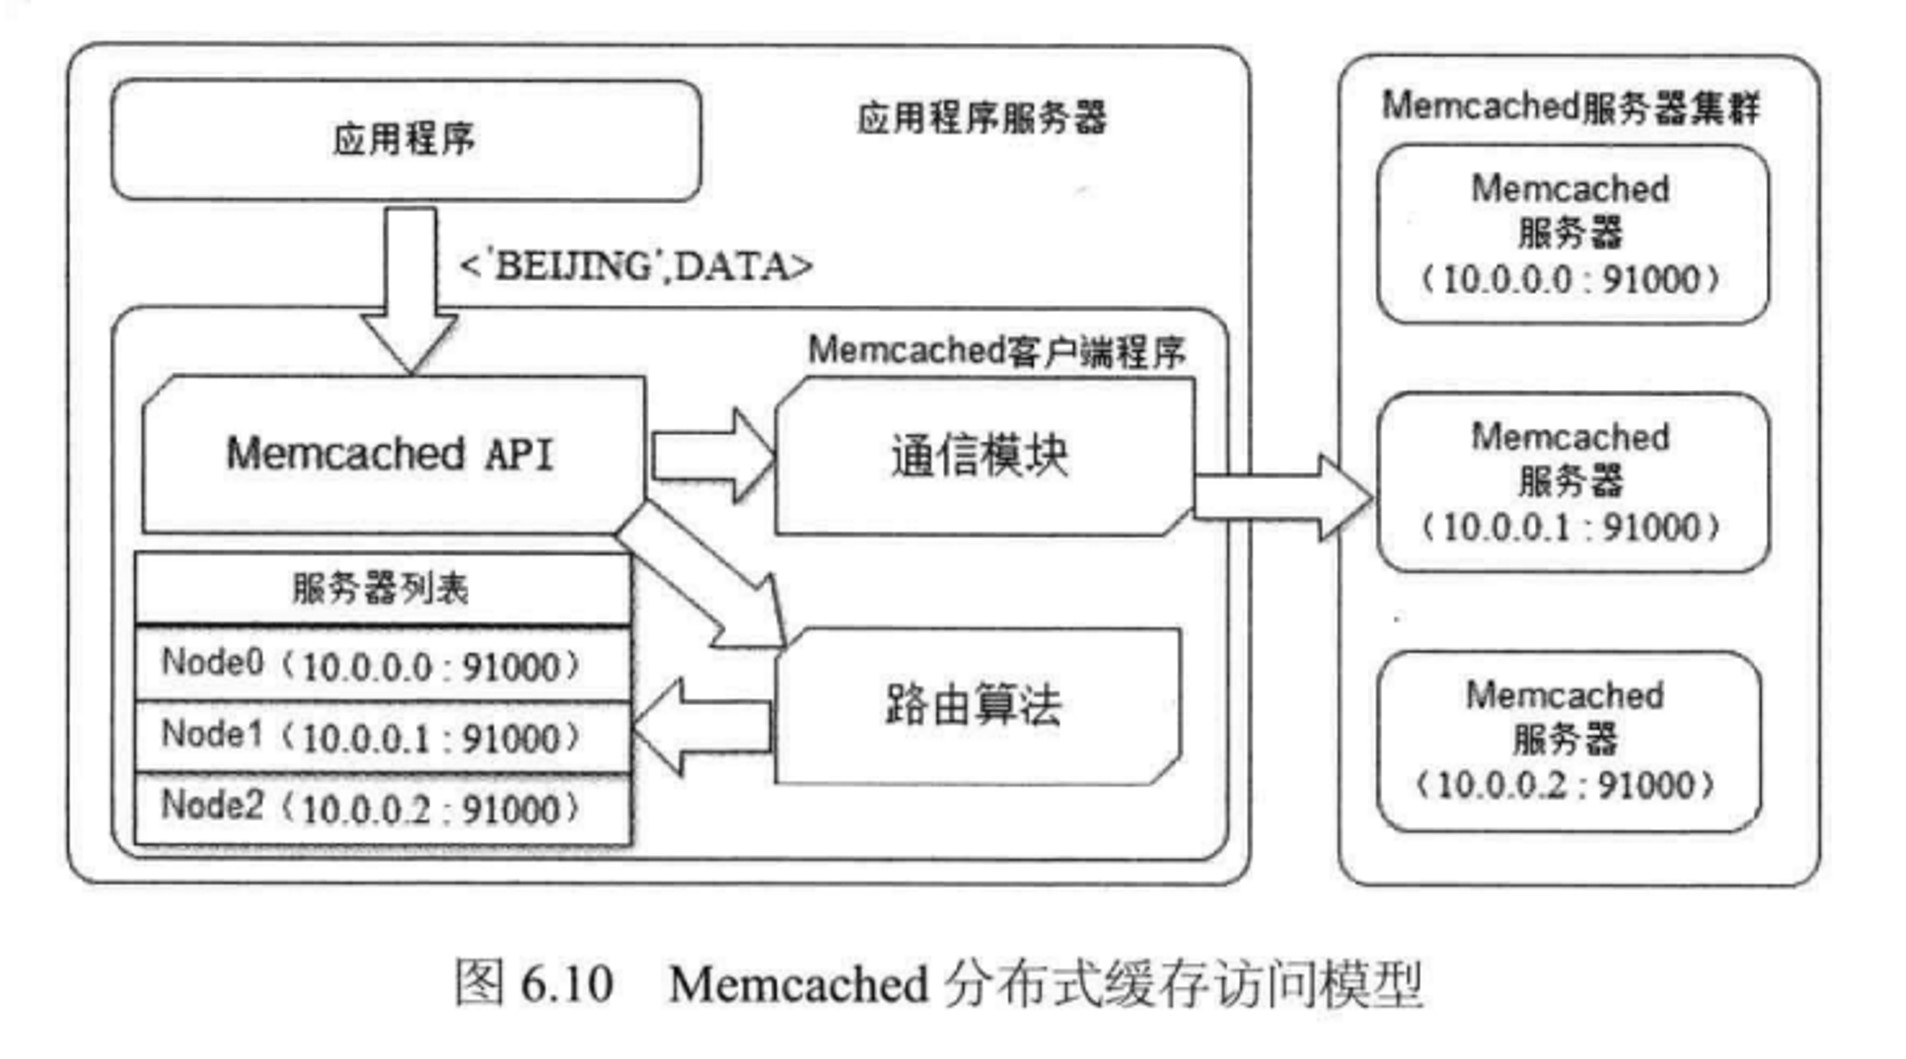 应用程序
应用程序服务器
<'BEIJING',DATA>
Memcached客户端程序
Memcached API
通信模块
服务器列表
Node0（10.0.0.0：91000）
Node1（10.0.0.1：91000）
Node2（10.0.0.2：91000）
路由算法
Memcached服务器集群
Memcached
服务器
（10.0.0.0：91000）
Memcached
服务器
（10.0.0.1：91000）
Memcached
服务器
（10.0.0.2：91000）
图 6.10 Memcached 分布式缓存访问模型